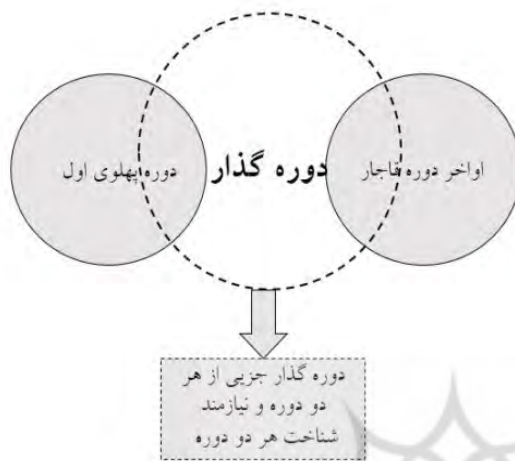 اواخر دوره قاجار
دوره گذار
دوره پهلوی اول
دوره گذار جزیی از هر
دو دوره و نیازمند
شناخت هر دو دوره